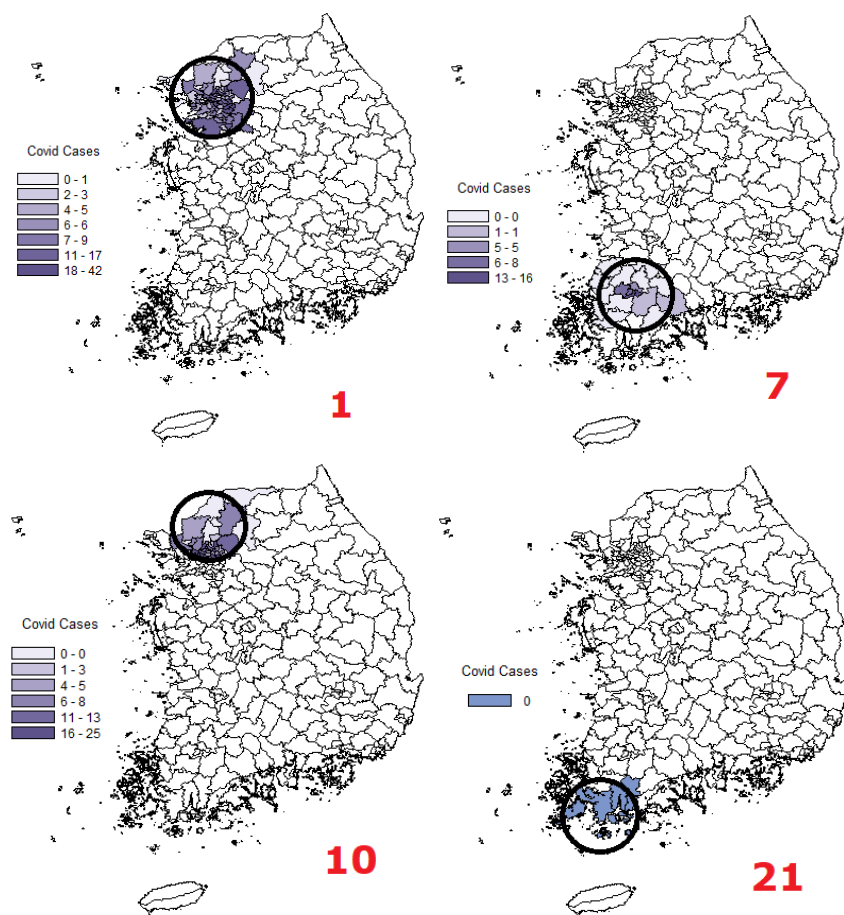 Covid Cases
0 - 1
2 - 3
4 - 5
6 - 6
7 - 9
11 - 17
18 - 42
1
Covid Cases
0 - 0
1 - 1
5 - 5
6 - 8
13 - 16
7
Covid Cases
0 - 0
1 - 3
4 - 5
6 - 8
11 - 13
16 - 25
10
Covid Cases
0
21